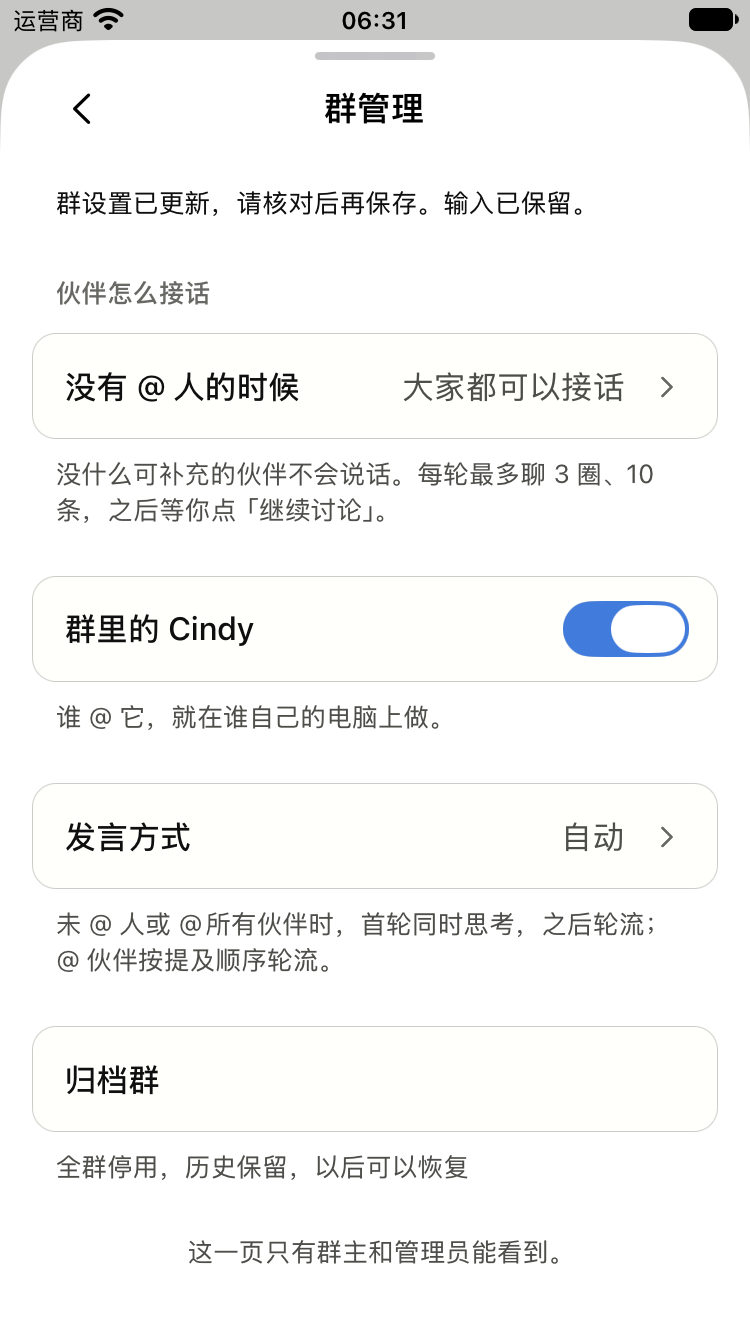 运营商
06:31
群管理
群设置已更新，请核对后再保存。输入已保留。
伙伴怎么接话
没有 @ 人的时候
大家都可以接话
没什么可补充的伙伴不会说话。每轮最多聊 3 圈、10
条，之后等你点「继续讨论」。
群里的 Cindy
谁 @ 它，就在谁自己的电脑上做。
发言方式
自动
未 @ 人或 @所有伙伴时，首轮同时思考，之后轮流；
@ 伙伴按提及顺序轮流。
归档群
全群停用，历史保留，以后可以恢复
这一页只有群主和管理员能看到。